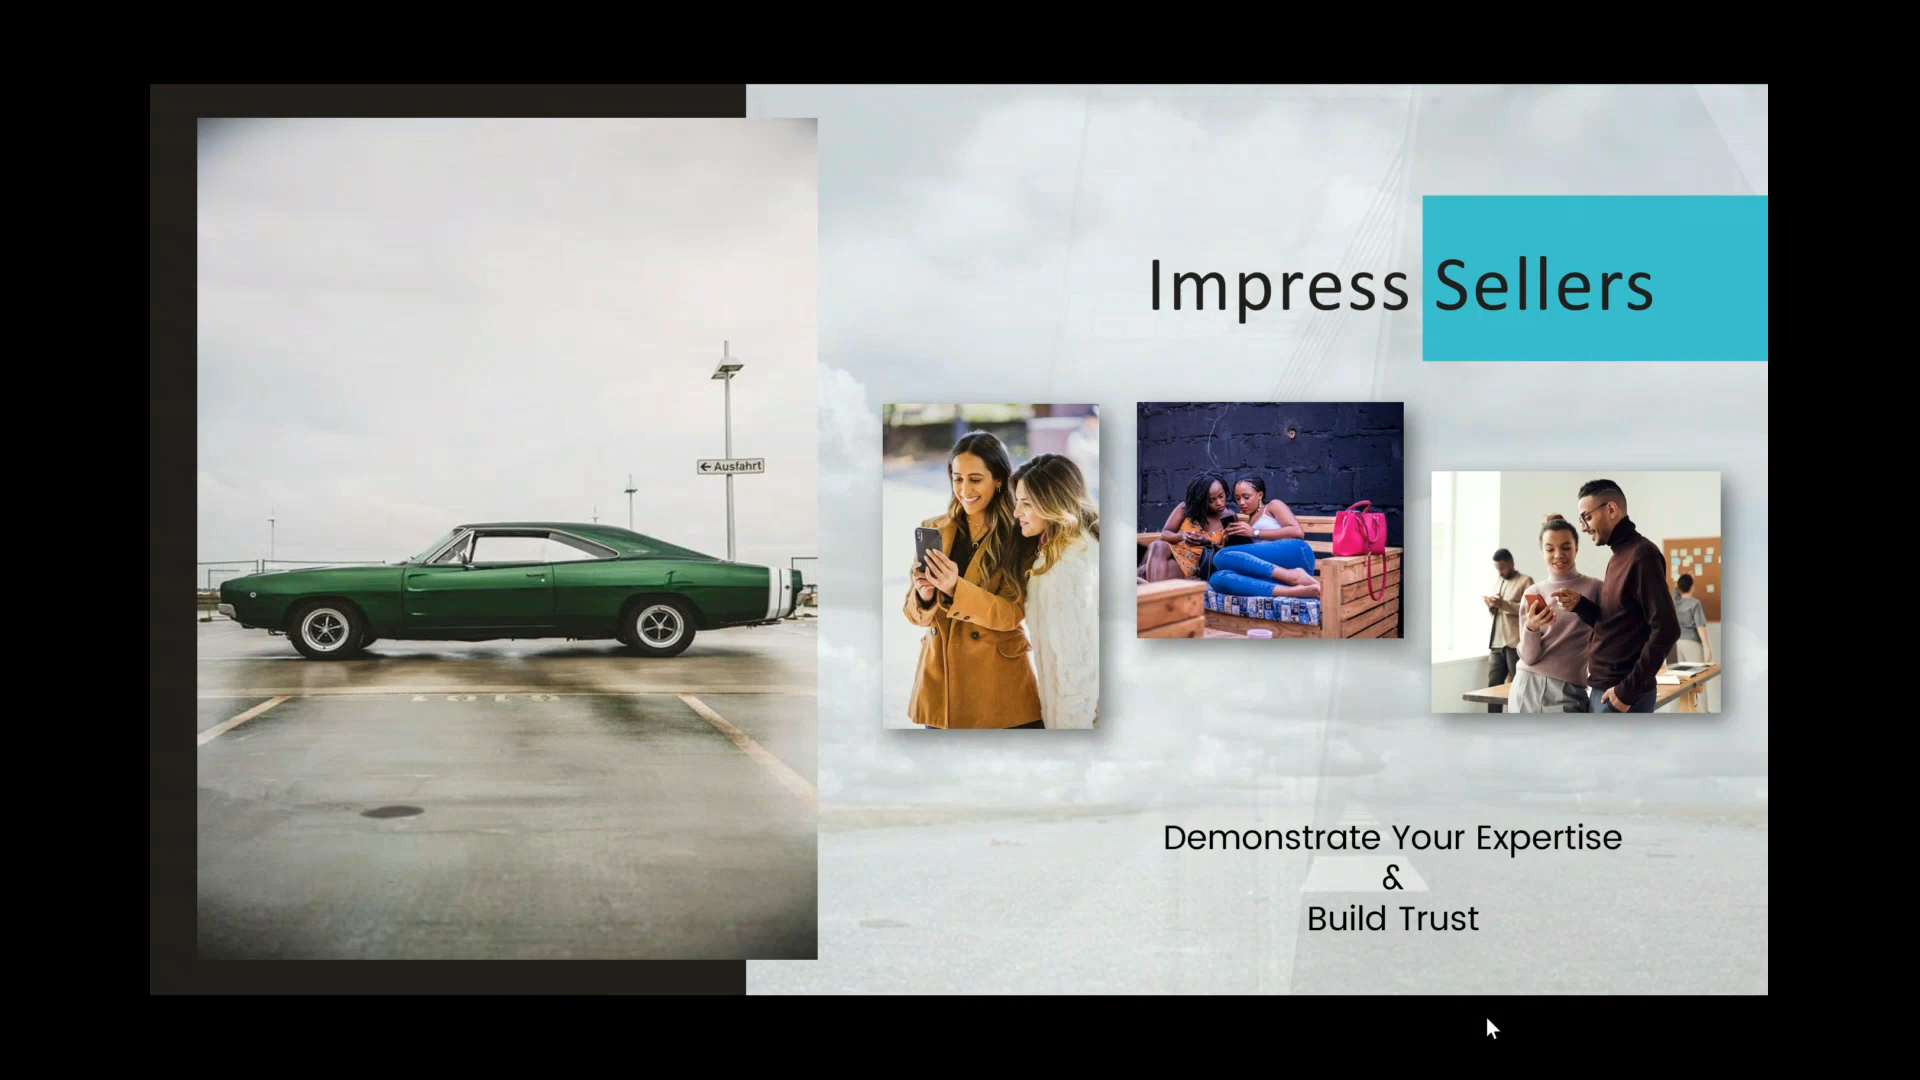 Impress Sellers
← Ausfahrt
Demonstrate Your Expertise
&
Build Trust